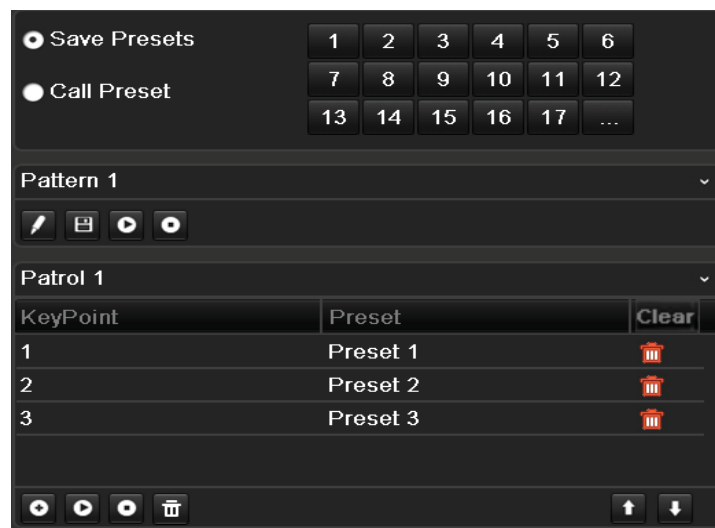 Save Presets
1 2 3 4 5 6
Call Preset
7 8 9 10 11 12
13 14 15 16 17 ...
Pattern 1
Patrol 1
KeyPoint Preset Clear
1 Preset 1
2 Preset 2
3 Preset 3